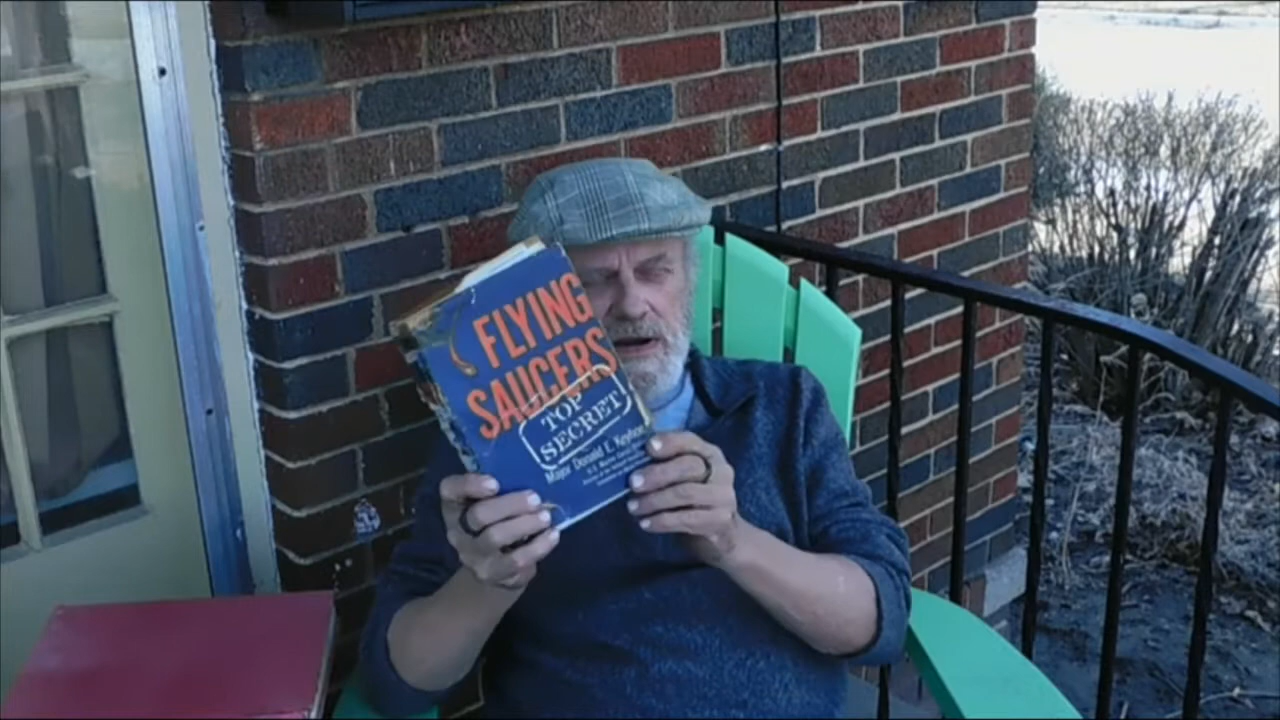 FLYING
SAUCERS
TOP
SECRET
Major Donald E. Keyhoe